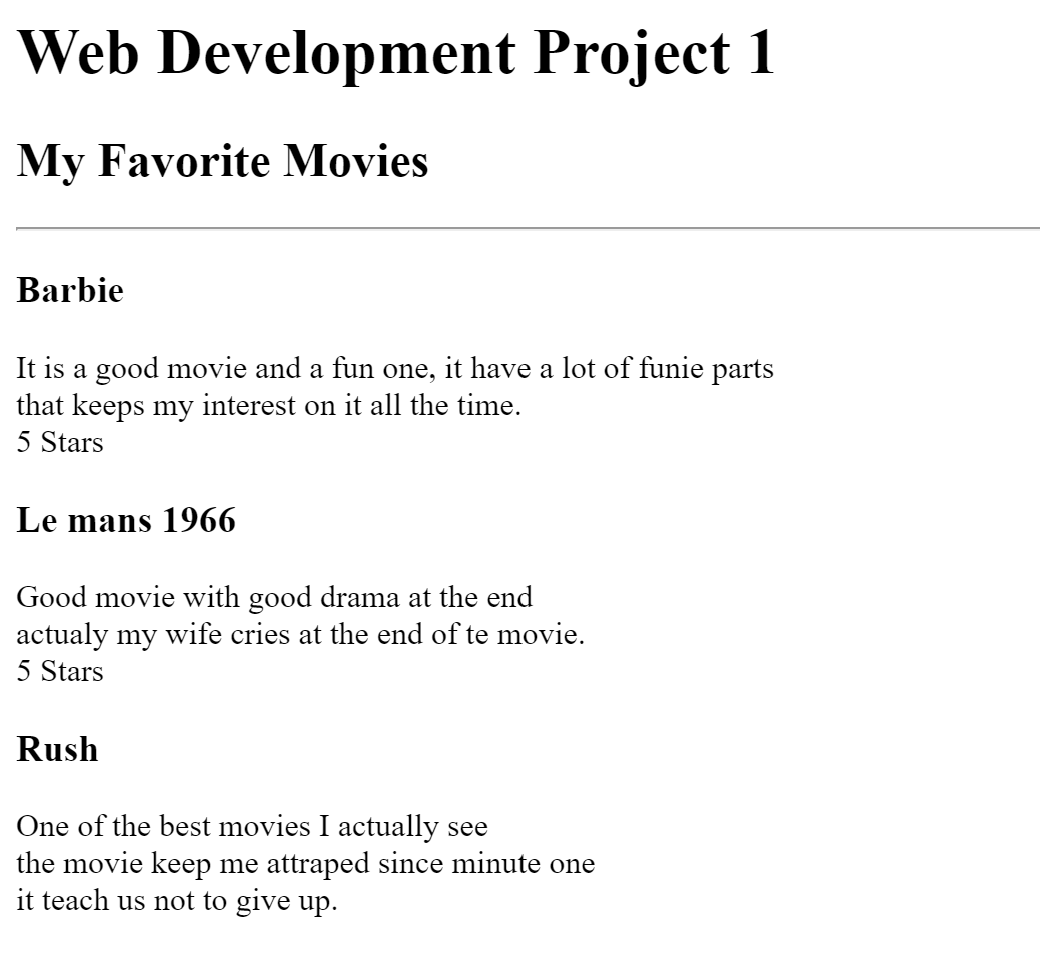 Web Development Project 1
My Favorite Movies
Barbie
It is a good movie and a fun one, it have a lot of funie parts
that keeps my interest on it all the time.
5 Stars
Le mans 1966
Good movie with good drama at the end
actualy my wife cries at the end of te movie.
5 Stars
Rush
One of the best movies I actually see
the movie keep me attraped since minute one
it teach us not to give up.